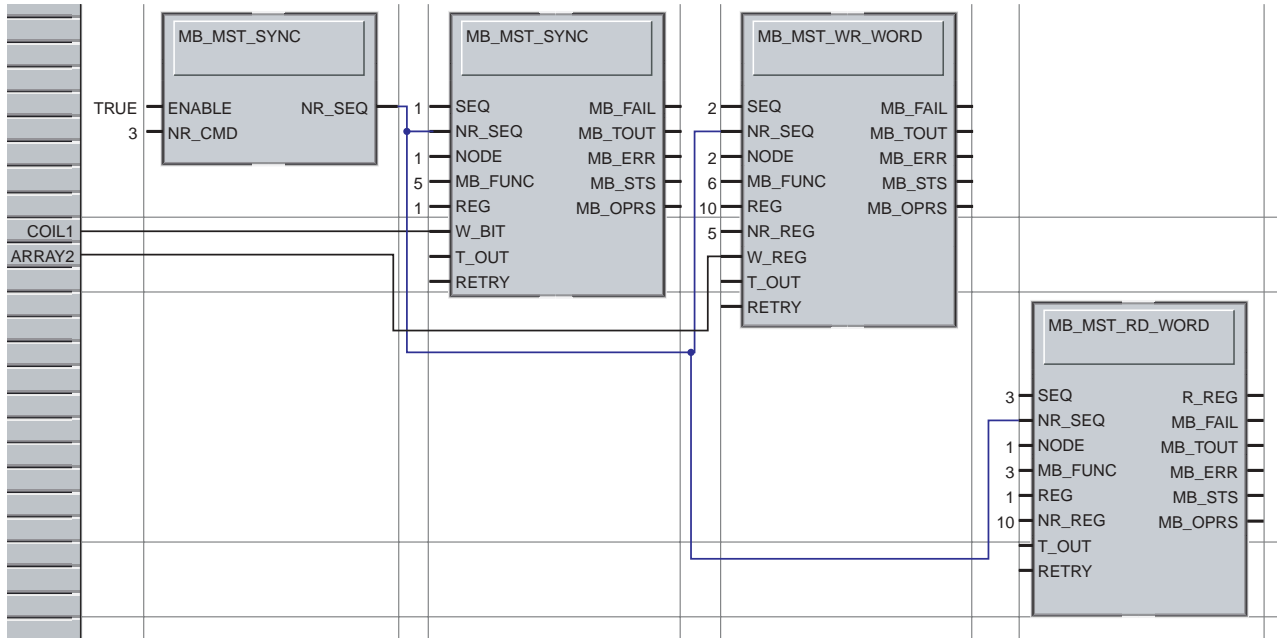 MB_MST_SYNC
TRUE ENABLE NR_SEQ
3 NR_CMD
MB_MST_SYNC
1 SEQ MB_FAIL
NR_SEQ MB_TOUT
1 NODE MB_ERR
5 MB_FUNC MB_STS
1 REG MB_OPRS
COIL1 W_BIT
ARRAY2 T_OUT
RETRY
MB_MST_WR_WORD
2 SEQ MB_FAIL
NR_SEQ MB_TOUT
2 NODE MB_ERR
6 MB_FUNC MB_STS
10 REG MB_OPRS
5 NR_REG
W_REG
T_OUT
RETRY
MB_MST_RD_WORD
3 SEQ R_REG
NR_SEQ MB_FAIL
1 NODE MB_TOUT
3 MB_FUNC MB_ERR
1 REG MB_STS
10 NR_REG MB_OPRS
T_OUT
RETRY